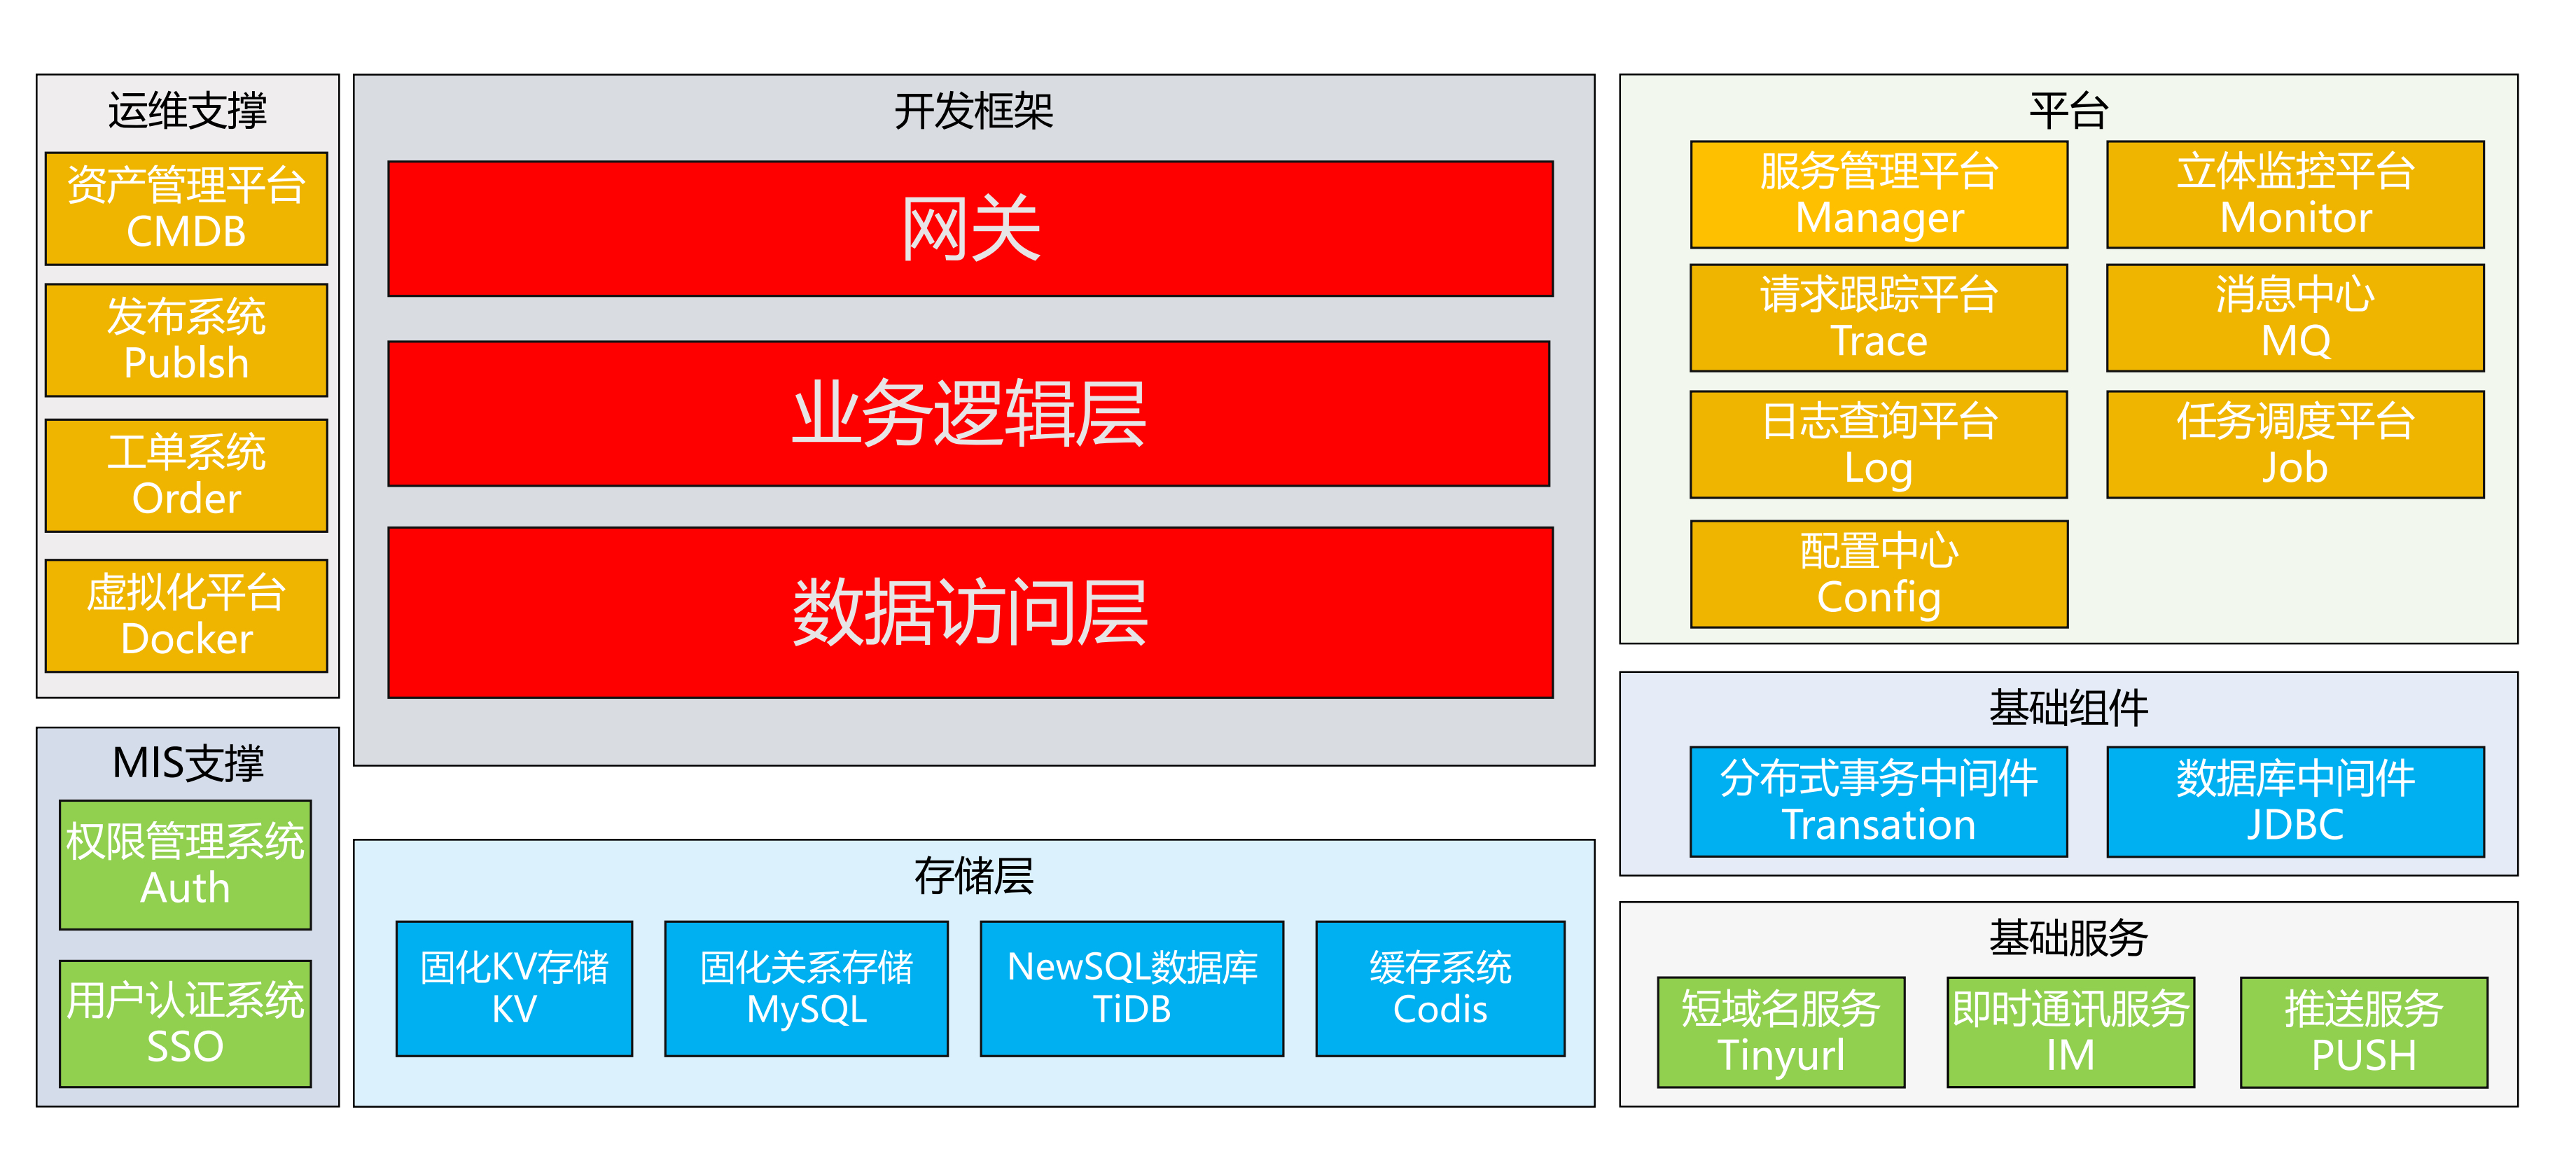 运维支撑
资产管理平台
CMDB
发布系统
Publsh
工单系统
Order
虚拟化平台
Docker
MIS支撑
权限管理系统
Auth
用户认证系统
SSO
开发框架
网关
业务逻辑层
数据访问层
存储层
固化KV存储
KV
固化关系存储
MySQL
NewSQL数据库
TiDB
缓存系统
Codis
平台
服务管理平台
Manager
立体监控平台
Monitor
请求跟踪平台
Trace
消息中心
MQ
日志查询平台
Log
任务调度平台
Job
配置中心
Config
基础组件
分布式事务中间件
Transation
数据库中间件
JDBC
基础服务
短域名服务
Tinyurl
即时通讯服务
IM
推送服务
PUSH